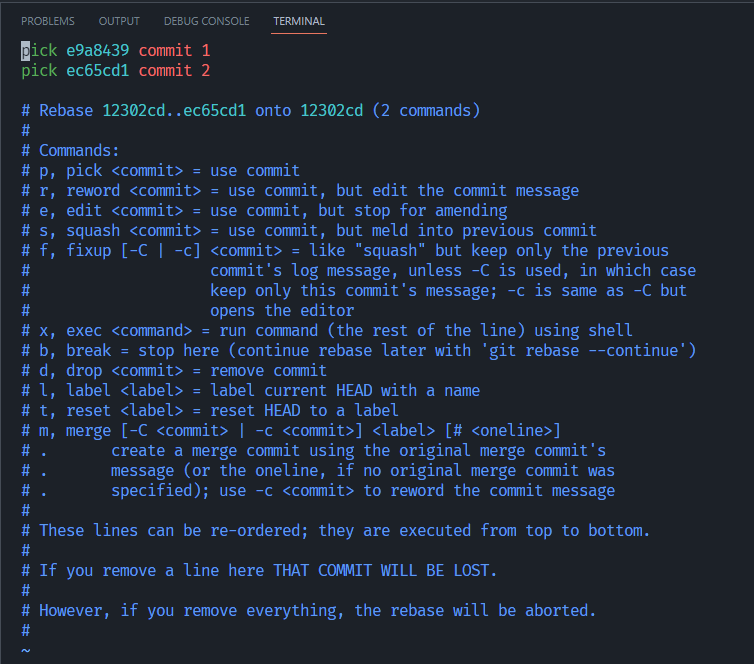 PROBLEMS OUTPUT DEBUG CONSOLE TERMINAL
pick e9a8439 commit 1
pick ec65cd1 commit 2
# Rebase 12302cd..ec65cd1 onto 12302cd (2 commands)
#
# Commands:
# p, pick <commit> = use commit
# r, reword <commit> = use commit, but edit the commit message
# e, edit <commit> = use commit, but stop for amending
# s, squash <commit> = use commit, but meld into previous commit
# f, fixup [-C | -c] <commit> = like "squash" but keep only the previous
#                    commit's log message, unless -C is used, in which case
#                    keep only this commit's message; -c is same as -C but
#                    opens the editor
# x, exec <command> = run command (the rest of the line) using shell
# b, break = stop here (continue rebase later with 'git rebase --continue')
# d, drop <commit> = remove commit
# l, label <label> = label current HEAD with a name
# t, reset <label> = reset HEAD to a label
# m, merge [-C <commit> | -c <commit>] <label> [# <oneline>]
# .       create a merge commit using the original merge commit's
# .       message (or the oneline, if no original merge commit was
# .       specified); use -c <commit> to reword the commit message
#
# These lines can be re-ordered; they are executed from top to bottom.
#
# If you remove a line here THAT COMMIT WILL BE LOST.
#
# However, if you remove everything, the rebase will be aborted.
#
~